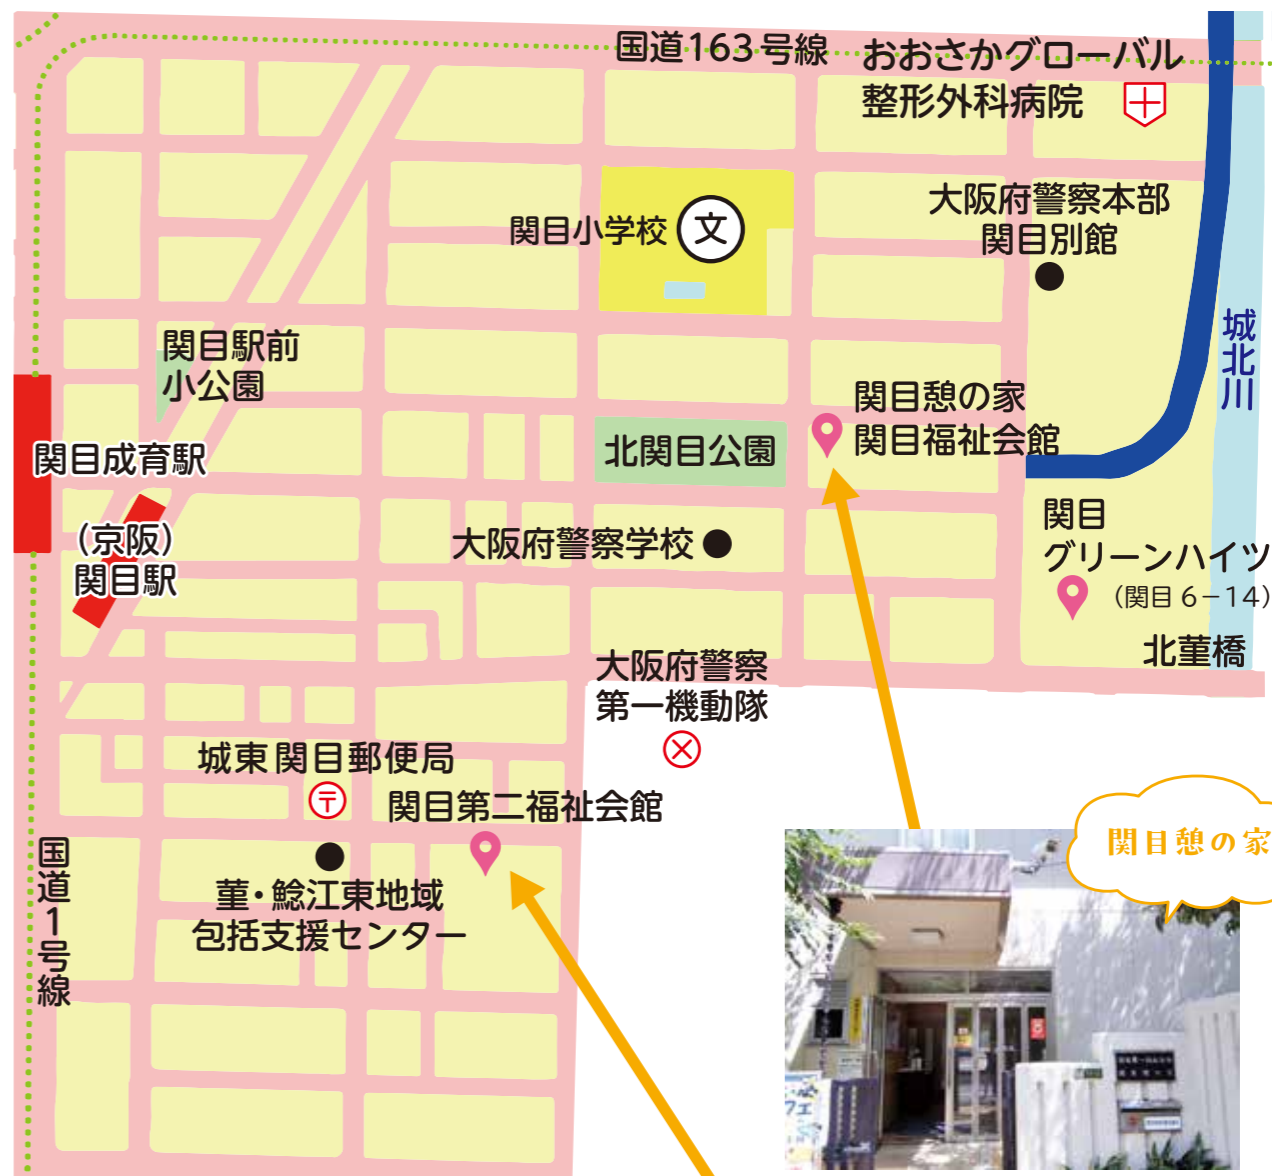 国道163号線
おおさかグローバル
整形外科病院
大阪府警察本部
関目別館
関目小学校
文
城北川
関目駅前
小公園
関目憩の家
関目福祉会館
北関目公園
関目成育駅
(京阪)
関目駅
大阪府警察学校
関目
グリーンハイツ
(関目6−14)
北菫橋
大阪府警察
第一機動隊
城東関目郵便局
〒
関目第二福祉会館
菫・鯰江東地域
包括支援センター
国道1号線
関目憩の家